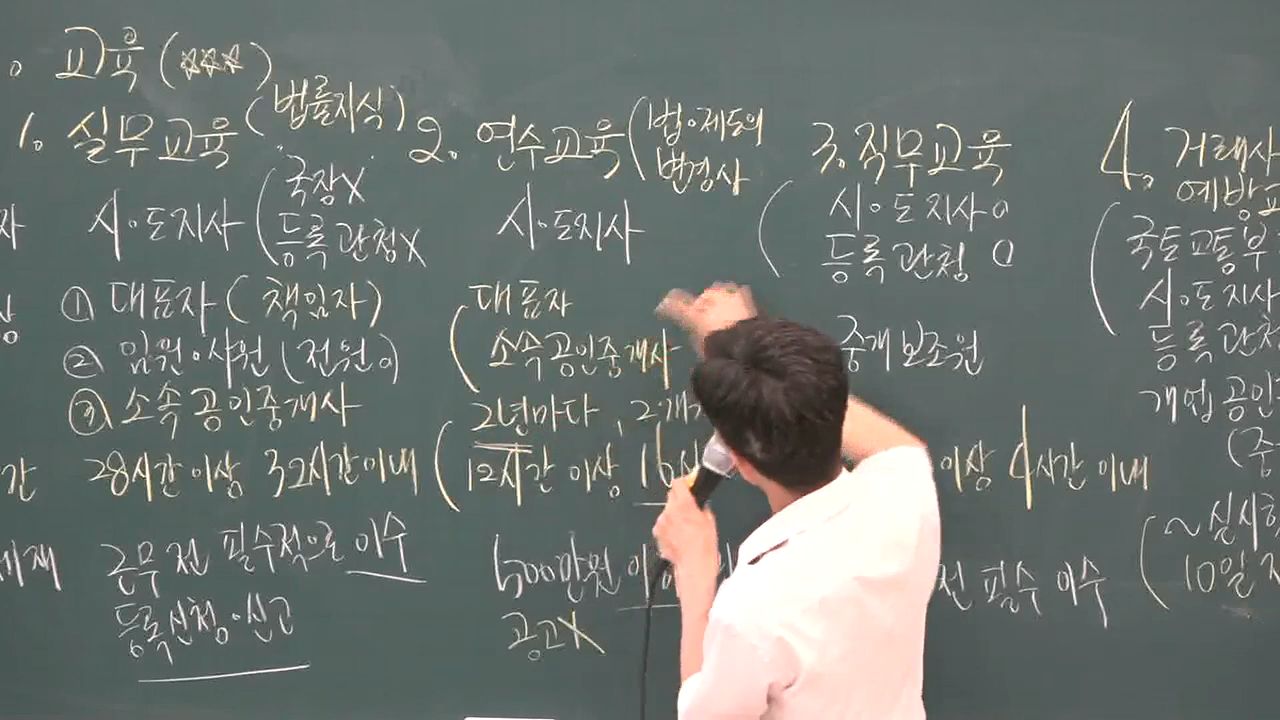 교육 (☆☆☆)
1. 실무교육 (법률지식)
시·도지사 (국장X
등록관청X
① 대표자 (책임자)
② 임원·사원 (전원이)
③ 소속공인중개사
28시간 이상 32시간 이내
근무 전 필수적으로 이수
등록신청·신고
2. 연수교육 (법·제도의
변경사
시·도지사
(대표자
소속공인중개사
2년마다, 2개
(12시간 이상 16시
500만원 이
공고X
3. 직무교육
(시·도지사 O
등록관청 O
중개보조원
이상 4시간 이내
전 필수 이수
4. 거래사
예방교
(국토교통부
시·도지사
등록관청
개업공인
(중
(~실시하
10일 전
자
상
간
제재